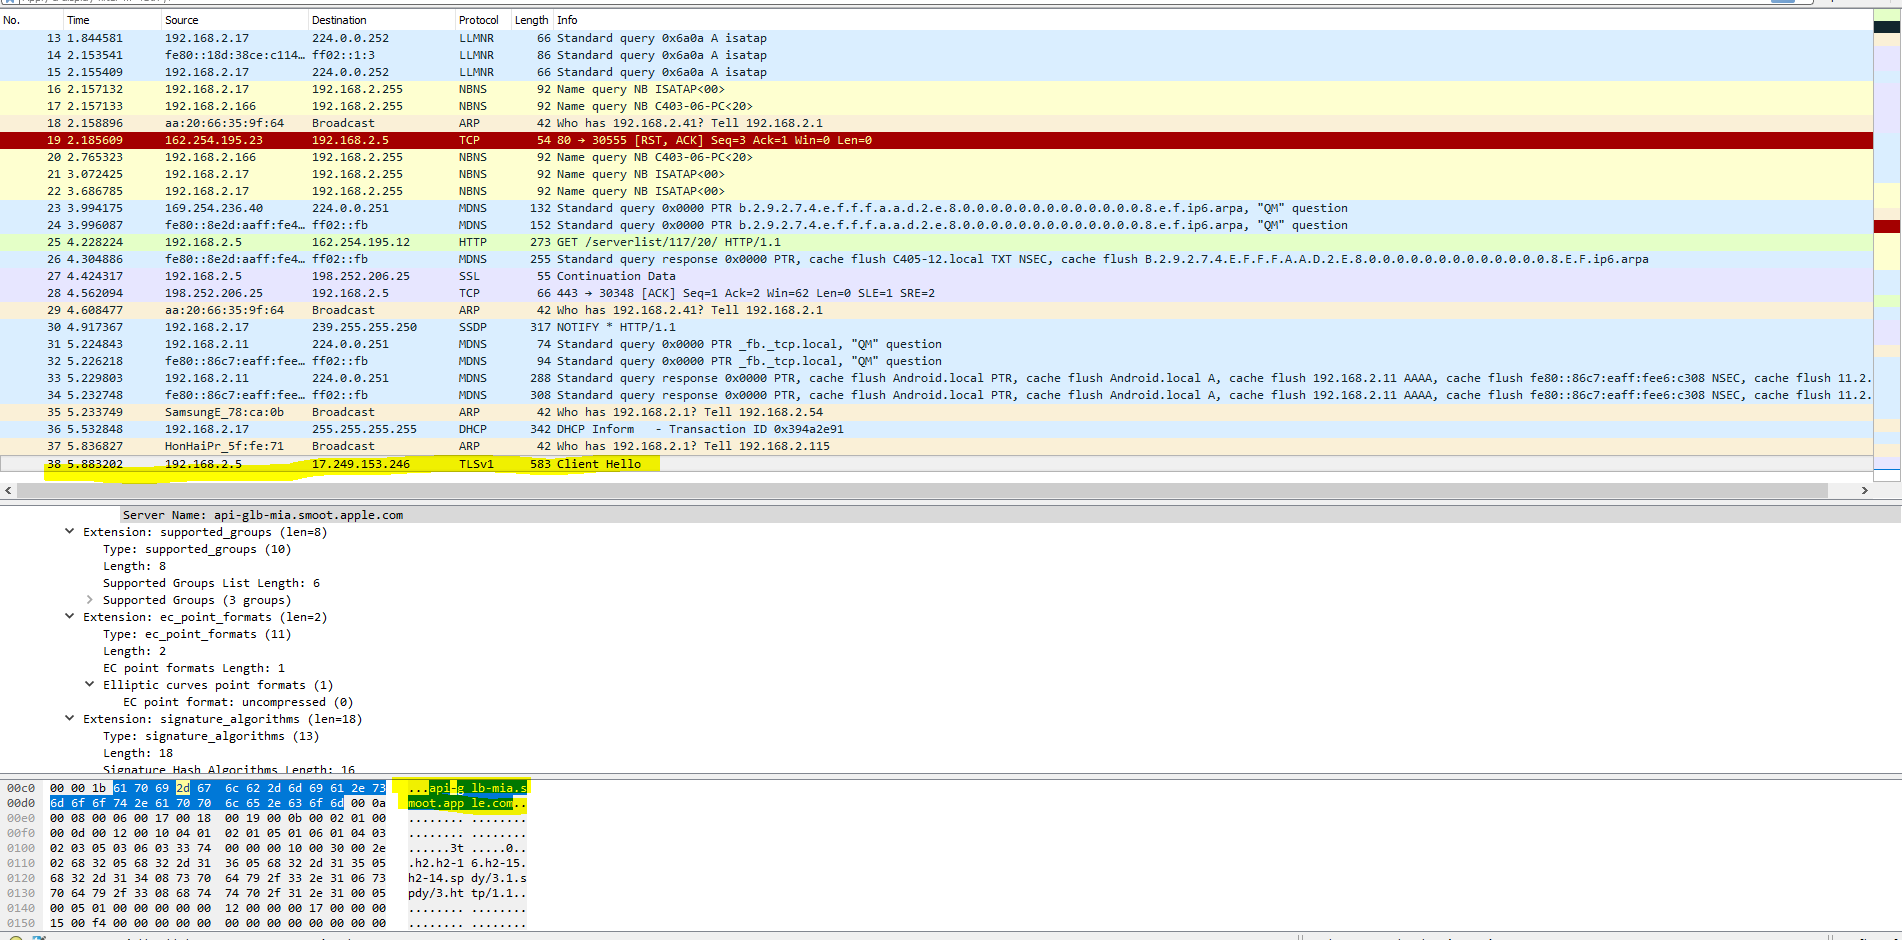 No. Time Source Destination Protocol Length Info
13 1.844581 192.168.2.17 224.0.0.252 LLMNR 66 Standard query 0x6a0a A isatap
14 2.153541 fe80::18d:38ce:c114… ff02::1:3 LLMNR 86 Standard query 0x6a0a A isatap
15 2.155409 192.168.2.17 224.0.0.252 LLMNR 66 Standard query 0x6a0a A isatap
16 2.157132 192.168.2.17 192.168.2.255 NBNS 92 Name query NB ISATAP<00>
17 2.157133 192.168.2.166 192.168.2.255 NBNS 92 Name query NB C403-06-PC<20>
18 2.158896 aa:20:66:35:9f:64 Broadcast ARP 42 Who has 192.168.2.41? Tell 192.168.2.1
19 2.185609 162.254.195.23 192.168.2.5 TCP 54 80 → 30555 [RST, ACK] Seq=3 Ack=1 Win=0 Len=0
20 2.765323 192.168.2.166 192.168.2.255 NBNS 92 Name query NB C403-06-PC<20>
21 3.072425 192.168.2.17 192.168.2.255 NBNS 92 Name query NB ISATAP<00>
22 3.686785 192.168.2.17 192.168.2.255 NBNS 92 Name query NB ISATAP<00>
23 3.994175 169.254.236.40 224.0.0.251 MDNS 132 Standard query 0x0000 PTR b.2.9.2.7.4.e.f.f.f.a.a.d.2.e.8.0.0.0.0.0.0.0.0.0.0.0.0.0.8.e.f.ip6.arpa, "QM" question
24 3.996087 fe80::8e2d:aaff:fe4… ff02::fb MDNS 152 Standard query 0x0000 PTR b.2.9.2.7.4.e.f.f.f.a.a.d.2.e.8.0.0.0.0.0.0.0.0.0.0.0.0.0.8.e.f.ip6.arpa, "QM" question
25 4.228224 192.168.2.5 162.254.195.12 HTTP 273 GET /serverlist/117/20/ HTTP/1.1
26 4.304886 fe80::8e2d:aaff:fe4… ff02::fb MDNS 255 Standard query response 0x0000 PTR, cache flush C405-12.local TXT NSEC, cache flush B.2.9.2.7.4.E.F.F.F.A.A.D.2.E.8.0.0.0.0.0.0.0.0.0.0.0.0.0.8.E.F.ip6.arpa
27 4.424317 192.168.2.5 198.252.206.25 SSL 55 Continuation Data
28 4.562094 198.252.206.25 192.168.2.5 TCP 66 443 → 30348 [ACK] Seq=1 Ack=2 Win=62 Len=0 SLE=1 SRE=2
29 4.608477 aa:20:66:35:9f:64 Broadcast ARP 42 Who has 192.168.2.41? Tell 192.168.2.1
30 4.917367 192.168.2.17 239.255.255.250 SSDP 317 NOTIFY * HTTP/1.1
31 5.224843 192.168.2.11 224.0.0.251 MDNS 74 Standard query 0x0000 PTR _fb._tcp.local, "QM" question
32 5.226218 fe80::86c7:eaff:fee… ff02::fb MDNS 94 Standard query 0x0000 PTR _fb._tcp.local, "QM" question
33 5.229803 192.168.2.11 224.0.0.251 MDNS 288 Standard query response 0x0000 PTR, cache flush Android.local PTR, cache flush Android.local A, cache flush 192.168.2.11 AAAA, cache flush fe80::86c7:eaff:fee6:c308 NSEC, cache flush 11.2.
34 5.232748 fe80::86c7:eaff:fee… ff02::fb MDNS 308 Standard query response 0x0000 PTR, cache flush Android.local PTR, cache flush Android.local A, cache flush 192.168.2.11 AAAA, cache flush fe80::86c7:eaff:fee6:c308 NSEC, cache flush 11.2.
35 5.233749 SamsungE_78:ca:0b Broadcast ARP 42 Who has 192.168.2.1? Tell 192.168.2.54
36 5.532848 192.168.2.17 255.255.255.255 DHCP 342 DHCP Inform - Transaction ID 0x394a2e91
37 5.836827 HonHaiPr_5f:fe:71 Broadcast ARP 42 Who has 192.168.2.1? Tell 192.168.2.115
38 5.883202 192.168.2.5 17.249.153.246 TLSv1 583 Client Hello
Server Name: api-glb-mia.smoot.apple.com
Extension: supported_groups (len=8)
Type: supported_groups (10)
Length: 8
Supported Groups List Length: 6
Supported Groups (3 groups)
Extension: ec_point_formats (len=2)
Type: ec_point_formats (11)
Length: 2
EC point formats Length: 1
Elliptic curves point formats (1)
EC point format: uncompressed (0)
Extension: signature_algorithms (len=18)
Type: signature_algorithms (13)
Length: 18
Signature Hash Algorithms Length: 16
00c0 00 00 1b 61 70 69 2d 67 6c 62 2d 6d 69 61 2e 73 ...api-g lb-mia.s
00d0 6d 6f 6f 74 2e 61 70 70 6c 65 2e 63 6f 6d 00 0a moot.app le.com..
00e0 00 08 00 06 00 17 00 18 00 19 00 0b 00 02 01 00 ........ ........
00f0 00 0d 00 12 00 10 04 01 02 01 05 01 06 01 04 03 ........ ........
0100 02 03 05 03 06 03 33 74 00 00 00 10 00 30 00 2e ......3t .....0..
0110 02 68 32 05 68 32 2d 31 36 05 68 32 2d 31 35 05 .h2.h2-1 6.h2-15.
0120 68 32 2d 31 34 08 73 70 64 79 2f 33 2e 31 06 73 h2-14.sp dy/3.1.s
0130 70 64 79 2f 33 08 68 74 74 70 2f 31 2e 31 00 05 pdy/3.ht tp/1.1..
0140 00 05 01 00 00 00 00 00 12 00 00 00 17 00 00 00 ........ ........
0150 15 00 f4 00 00 00 00 00 00 00 00 00 00 00 00 00 ........ ........